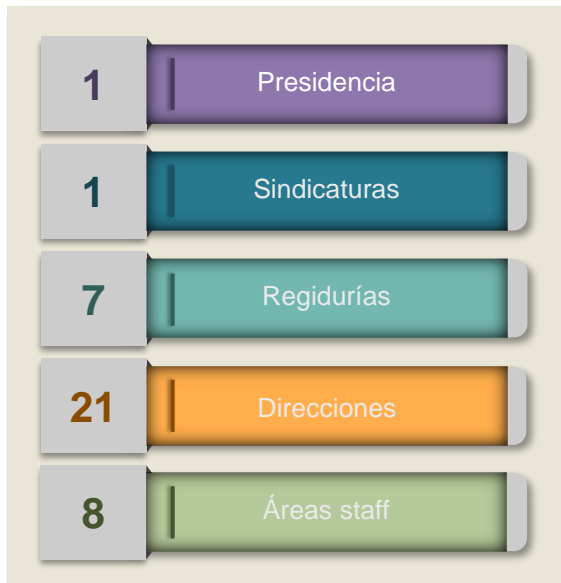 1 Presidencia
1 Sindicaturas
7 Regidurías
21 Direcciones
8 Áreas staff